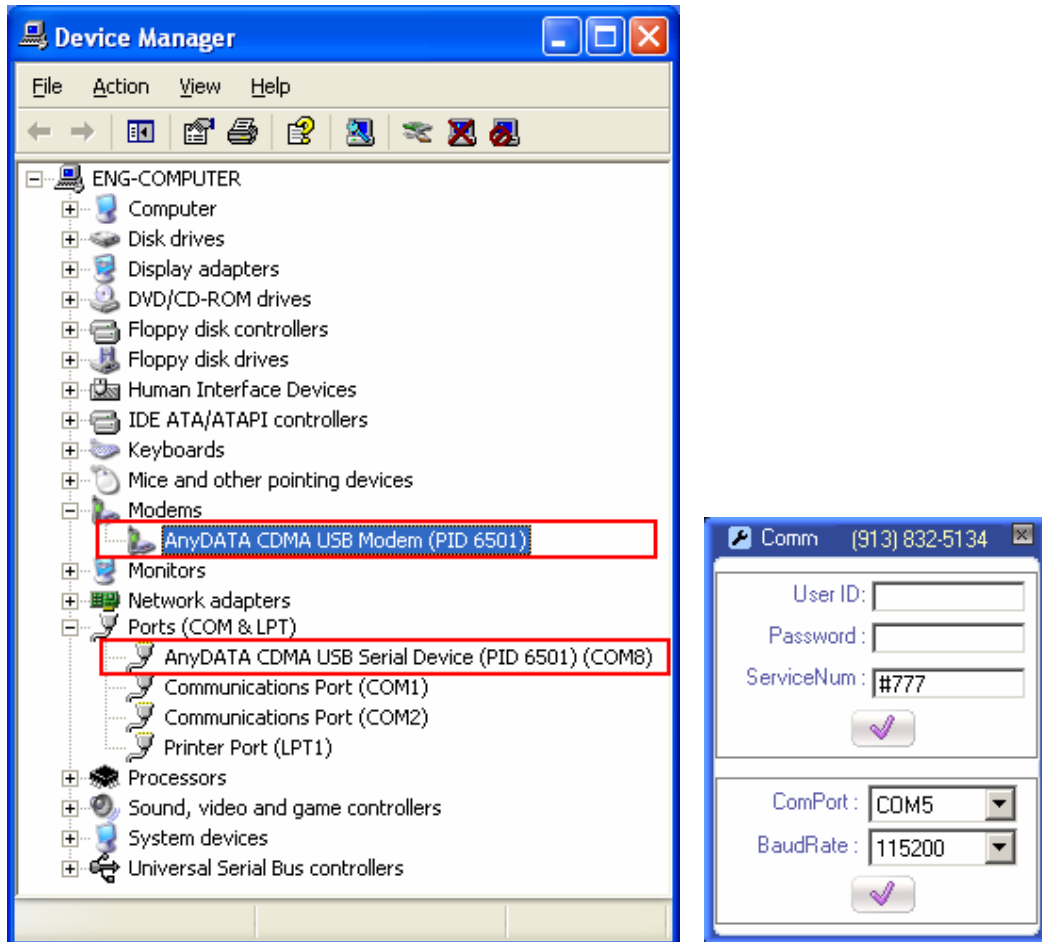 Device Manager
File Action View Help
ENG-COMPUTER
Computer
Disk drives
Display adapters
DVD/CD-ROM drives
Floppy disk controllers
Floppy disk drives
Human Interface Devices
IDE ATA/ATAPI controllers
Keyboards
Mice and other pointing devices
Modems
AnyDATA CDMA USB Modem (PID 6501)
Monitors
Network adapters
Ports (COM & LPT)
AnyDATA CDMA USB Serial Device (PID 6501) (COM8)
Communications Port (COM1)
Communications Port (COM2)
Printer Port (LPT1)
Processors
Sound, video and game controllers
System devices
Universal Serial Bus controllers
Comm (913) 832-5134
User ID:
Password :
ServiceNum : #777
ComPort : COM5
BaudRate : 115200